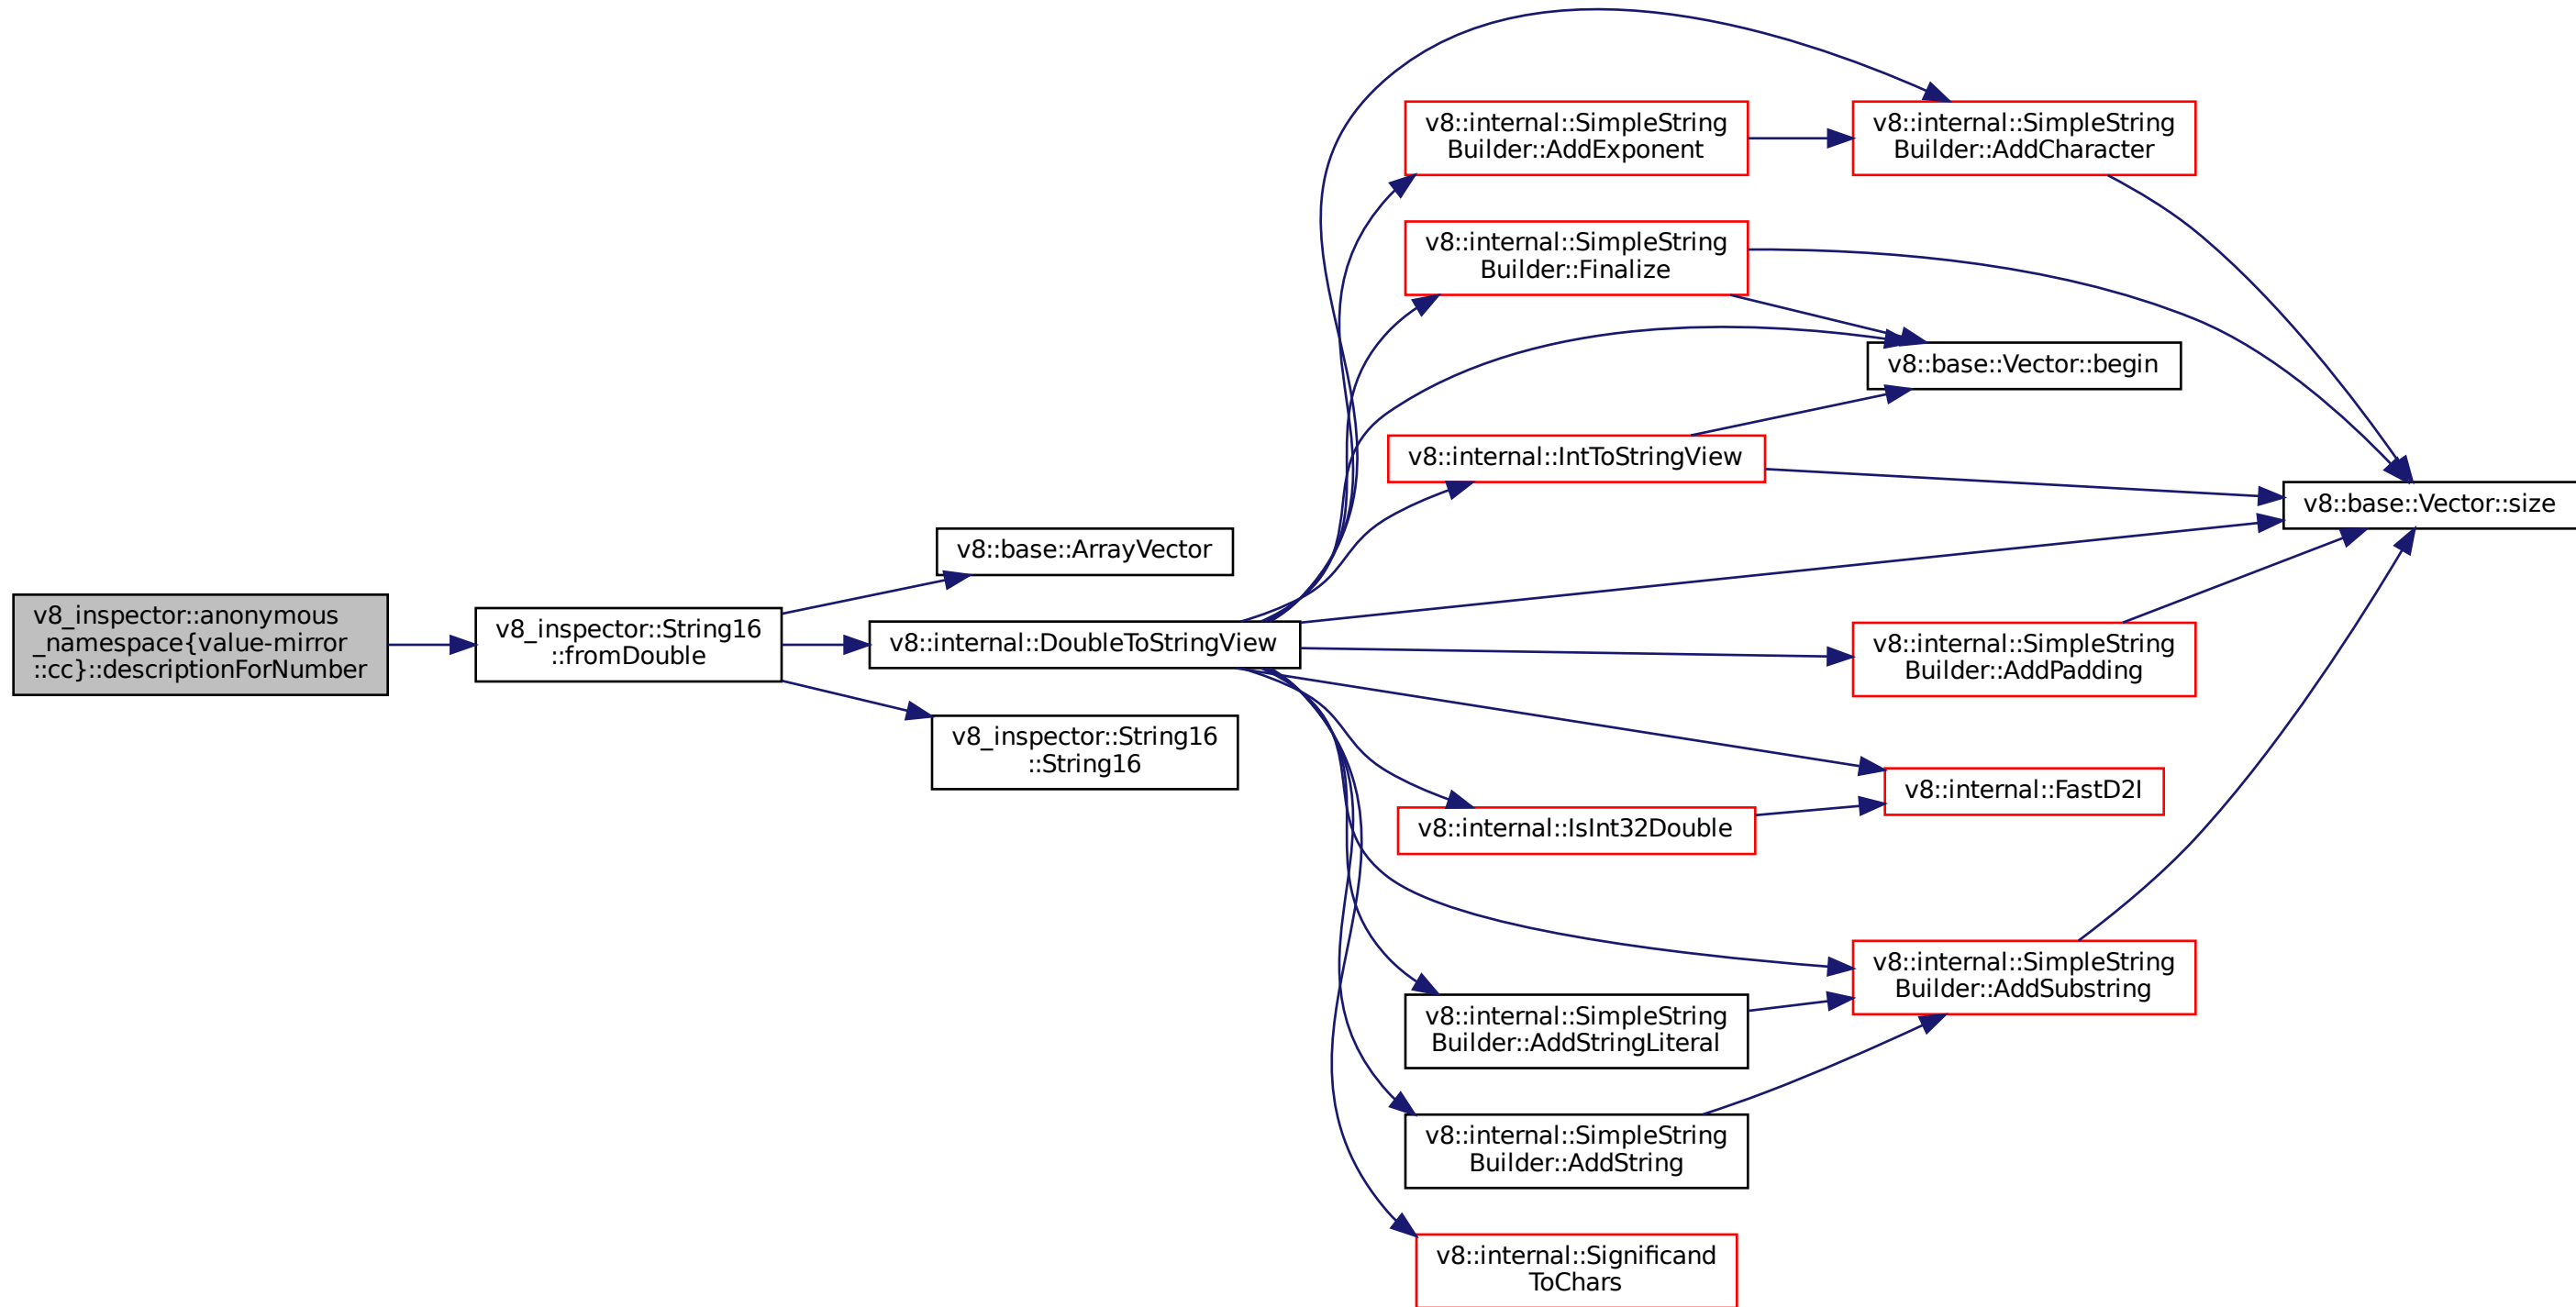 v8_inspector::anonymous
_namespace{value-mirror
::cc}::descriptionForNumber
v8_inspector::String16
::fromDouble
v8::base::ArrayVector
v8::internal::DoubleToStringView
v8_inspector::String16
::String16
v8::internal::SimpleString
Builder::AddExponent
v8::internal::SimpleString
Builder::AddCharacter
v8::internal::SimpleString
Builder::Finalize
v8::base::Vector::begin
v8::internal::IntToStringView
v8::base::Vector::size
v8::internal::SimpleString
Builder::AddPadding
v8::internal::FastD2I
v8::internal::IsInt32Double
v8::internal::SimpleString
Builder::AddSubstring
v8::internal::SimpleString
Builder::AddStringLiteral
v8::internal::SimpleString
Builder::AddString
v8::internal::Significand
ToChars